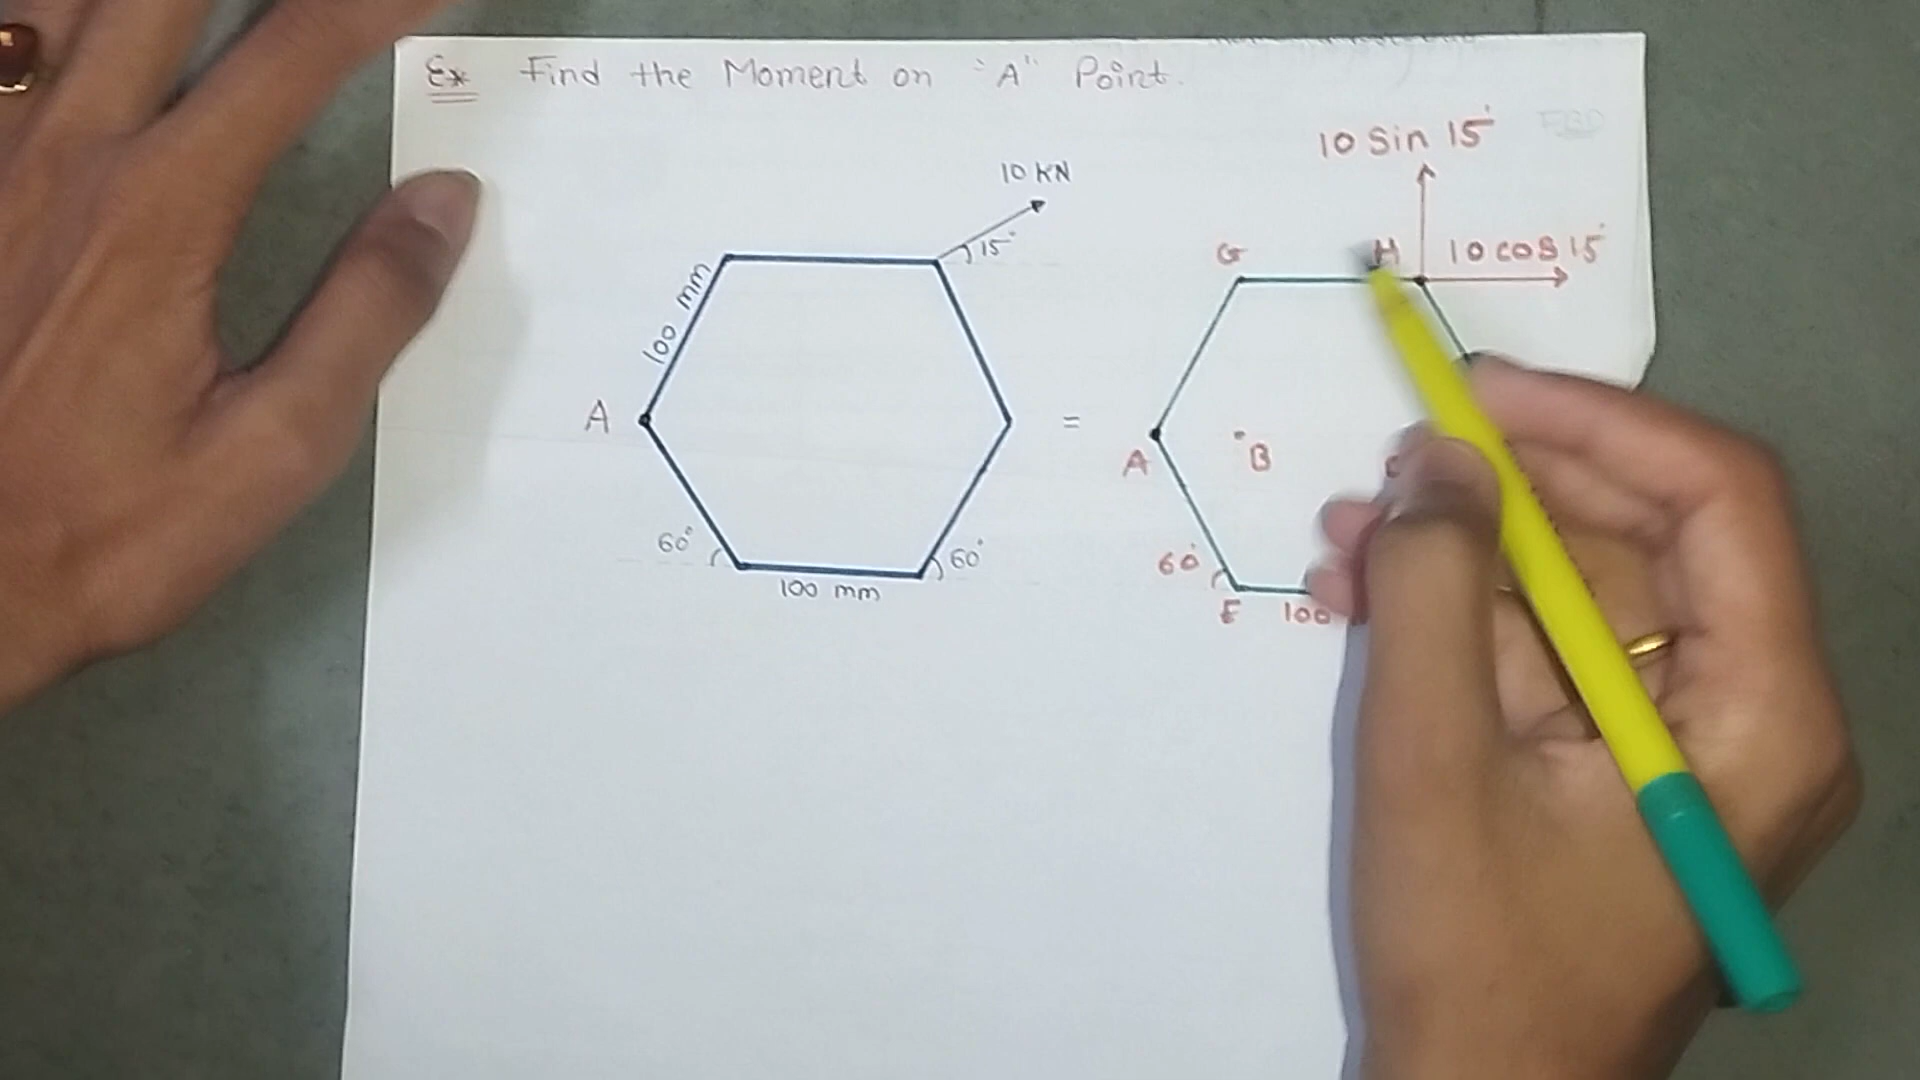 Ex Find the Moment on "A" Point.
10 Sin 15°
10 KN
15°
G H 10 cos 15°
100 mm
A
A B
60° 60°
100 mm
60°
E 100